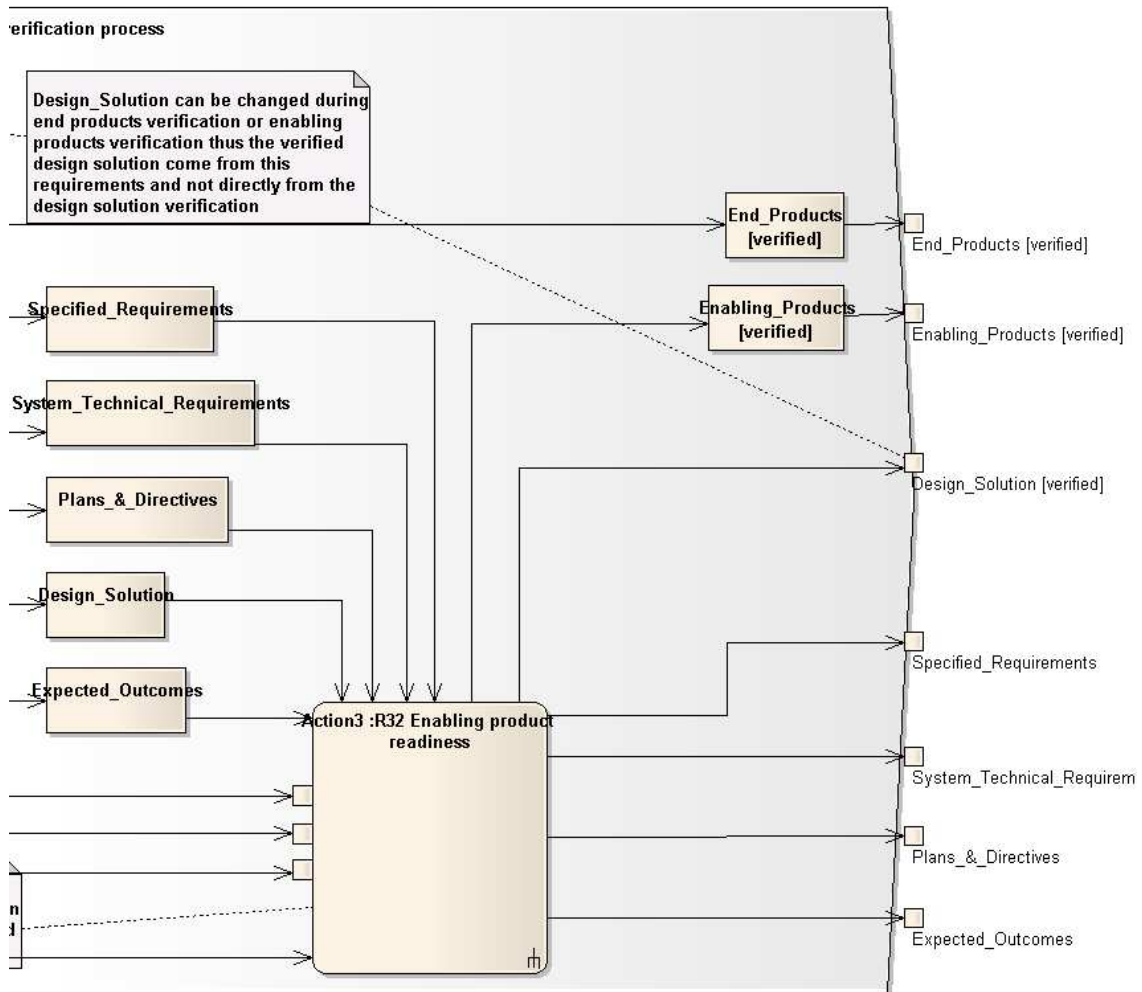 erification process
Design_Solution can be changed during
end products verification or enabling
products verification thus the verified
design solution come from this
requirements and not directly from the
design solution verification
End_Products
[verified]
End_Products [verified]
Specified_Requirements
Enabling_Products
[verified]
Enabling_Products [verified]
System_Technical_Requirements
Plans_&_Directives
Design_Solution [verified]
Design_Solution
Expected_Outcomes
Specified_Requirements
Action3 :R32 Enabling product
readiness
System_Technical_Requirem
Plans_&_Directives
n
d
Expected_Outcomes